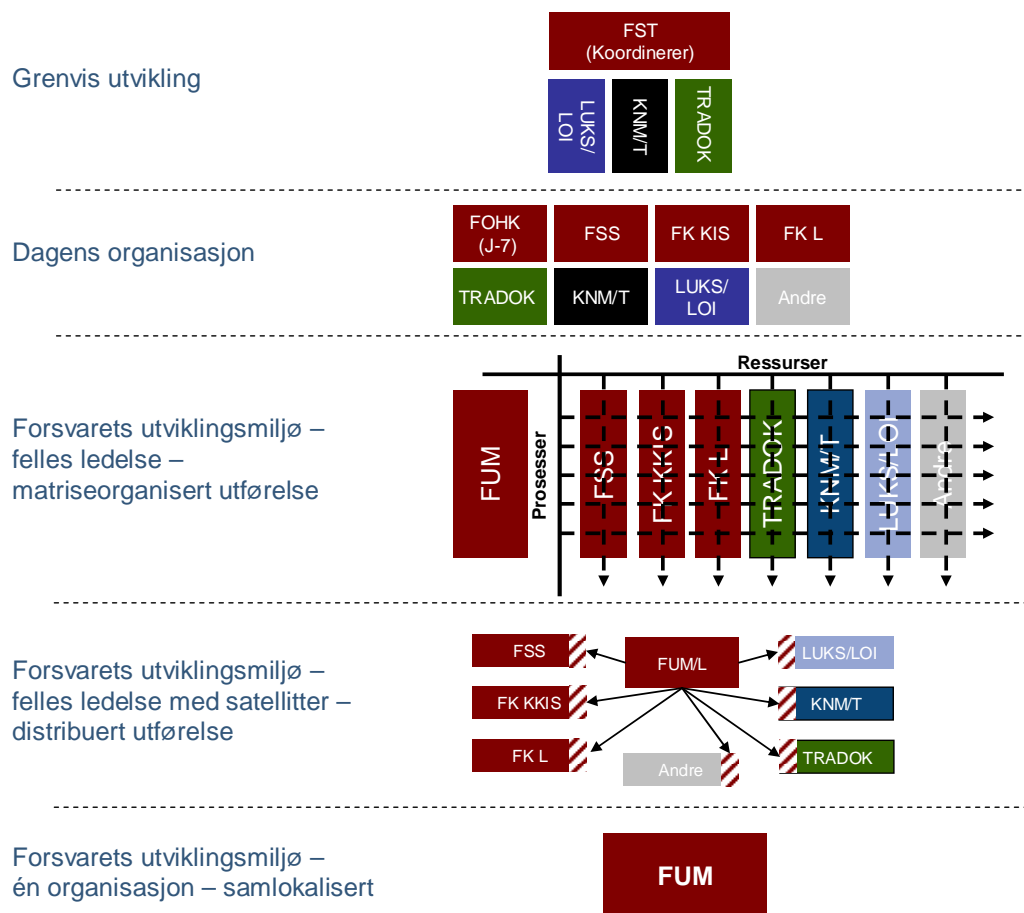 Grenvis utvikling
FST
(Koordinerer)
LUKS/
LOI
KNM/T
TRADOK
Dagens organisasjon
FOHK
(J-7)
FSS
FK KIS
FK L
TRADOK
KNM/T
LUKS/
LOI
Andre
Forsvarets utviklingsmiljø –
felles ledelse –
matriseorganisert utførelse
FUM
Prosesser
Ressurser
FSS
FK KKIS
FK L
TRADOK
KNM/T
LUKS/LOI
Andre
Forsvarets utviklingsmiljø –
felles ledelse med satellitter –
distribuert utførelse
FSS
FUM/L
LUKS/LOI
FK KKIS
KNM/T
FK L
Andre
TRADOK
Forsvarets utviklingsmiljø –
én organisasjon – samlokalisert
FUM